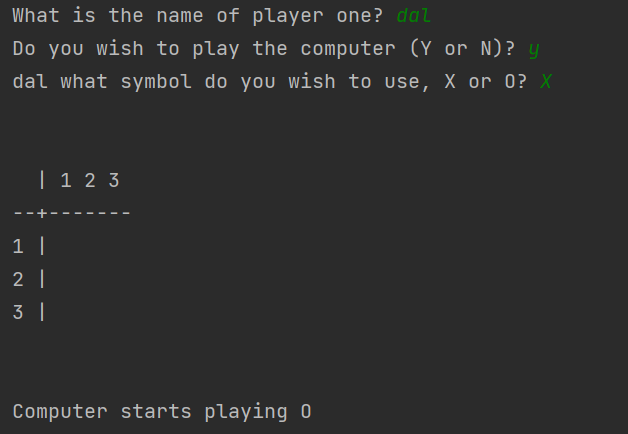 What is the name of player one? dal
Do you wish to play the computer (Y or N)? y
dal what symbol do you wish to use, X or O? X
  | 1 2 3
--+-------
1 |
2 |
3 |
Computer starts playing O